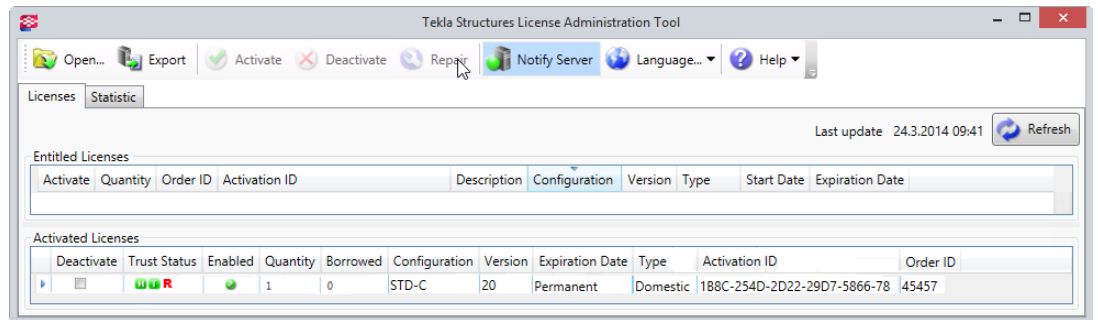 Tekla Structures License Administration Tool
Open... Export Activate Deactivate Repair Notify Server Language... Help
Licenses Statistic
Last update 24.3.2014 09:41 Refresh
Entitled Licenses
Activate Quantity Order ID Activation ID Description Configuration Version Type Start Date Expiration Date
Activated Licenses
Deactivate Trust Status Enabled Quantity Borrowed Configuration Version Expiration Date Type Activation ID Order ID
R 1 0 STD-C 20 Permanent Domestic 1B8C-254D-2D22-29D7-5866-78 45457